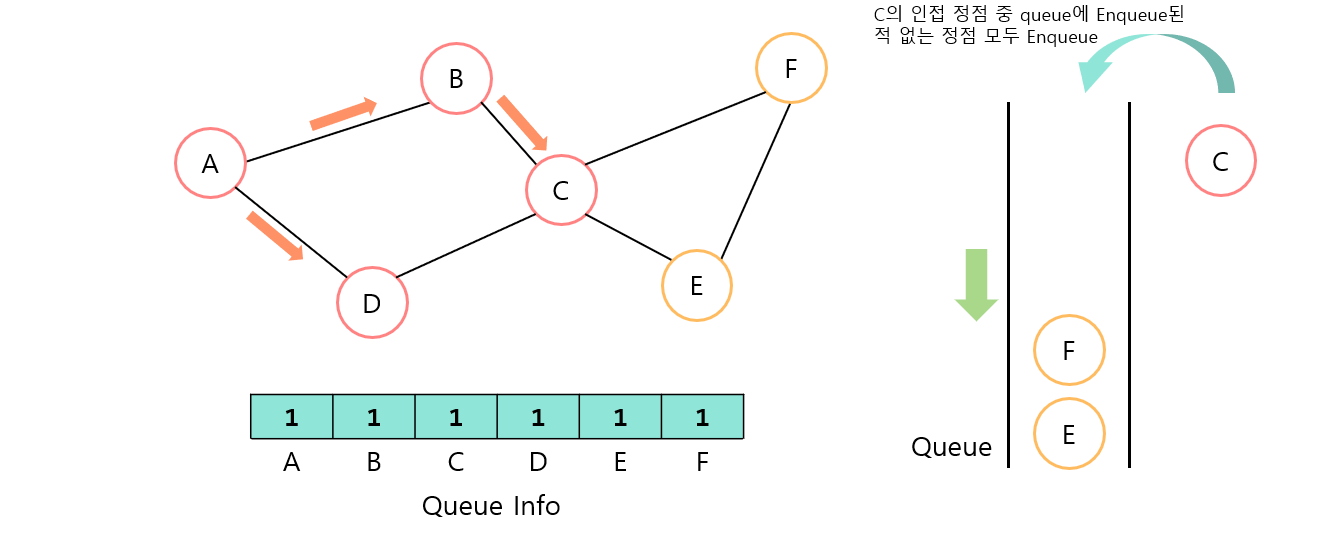 C의 인접 정점 중 queue에 Enqueue된
적 없는 정점 모두 Enqueue
B
F
A
C
C
D
E
F
E
Queue
1 1 1 1 1 1
A B C D E F
Queue Info